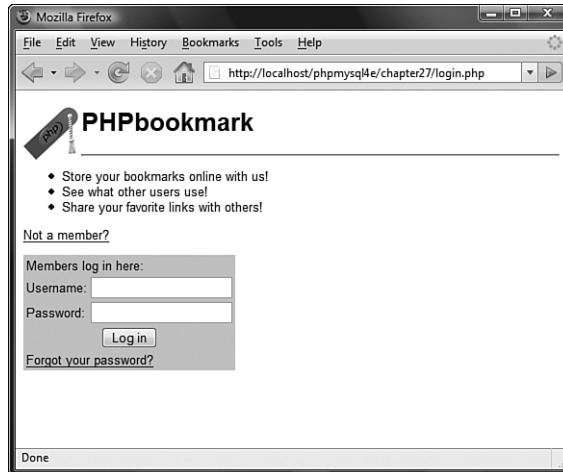 Mozilla Firefox
File Edit View History Bookmarks Tools Help
http://localhost/phpmysql4e/chapter27/login.php
php
PHPbookmark
Store your bookmarks online with us!
See what other users use!
Share your favorite links with others!
Not a member?
Members log in here:
Username:
Password:
Log in
Forgot your password?
Done